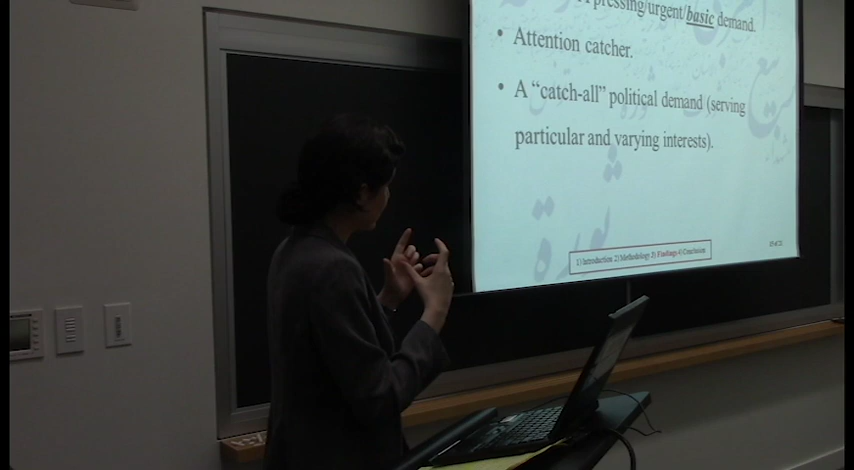 pressing/urgent/basic demand.
• Attention catcher.
• A “catch-all” political demand (serving
particular and varying interests).
1) Introduction 2) Methodology 3) Findings 4) Conclusion